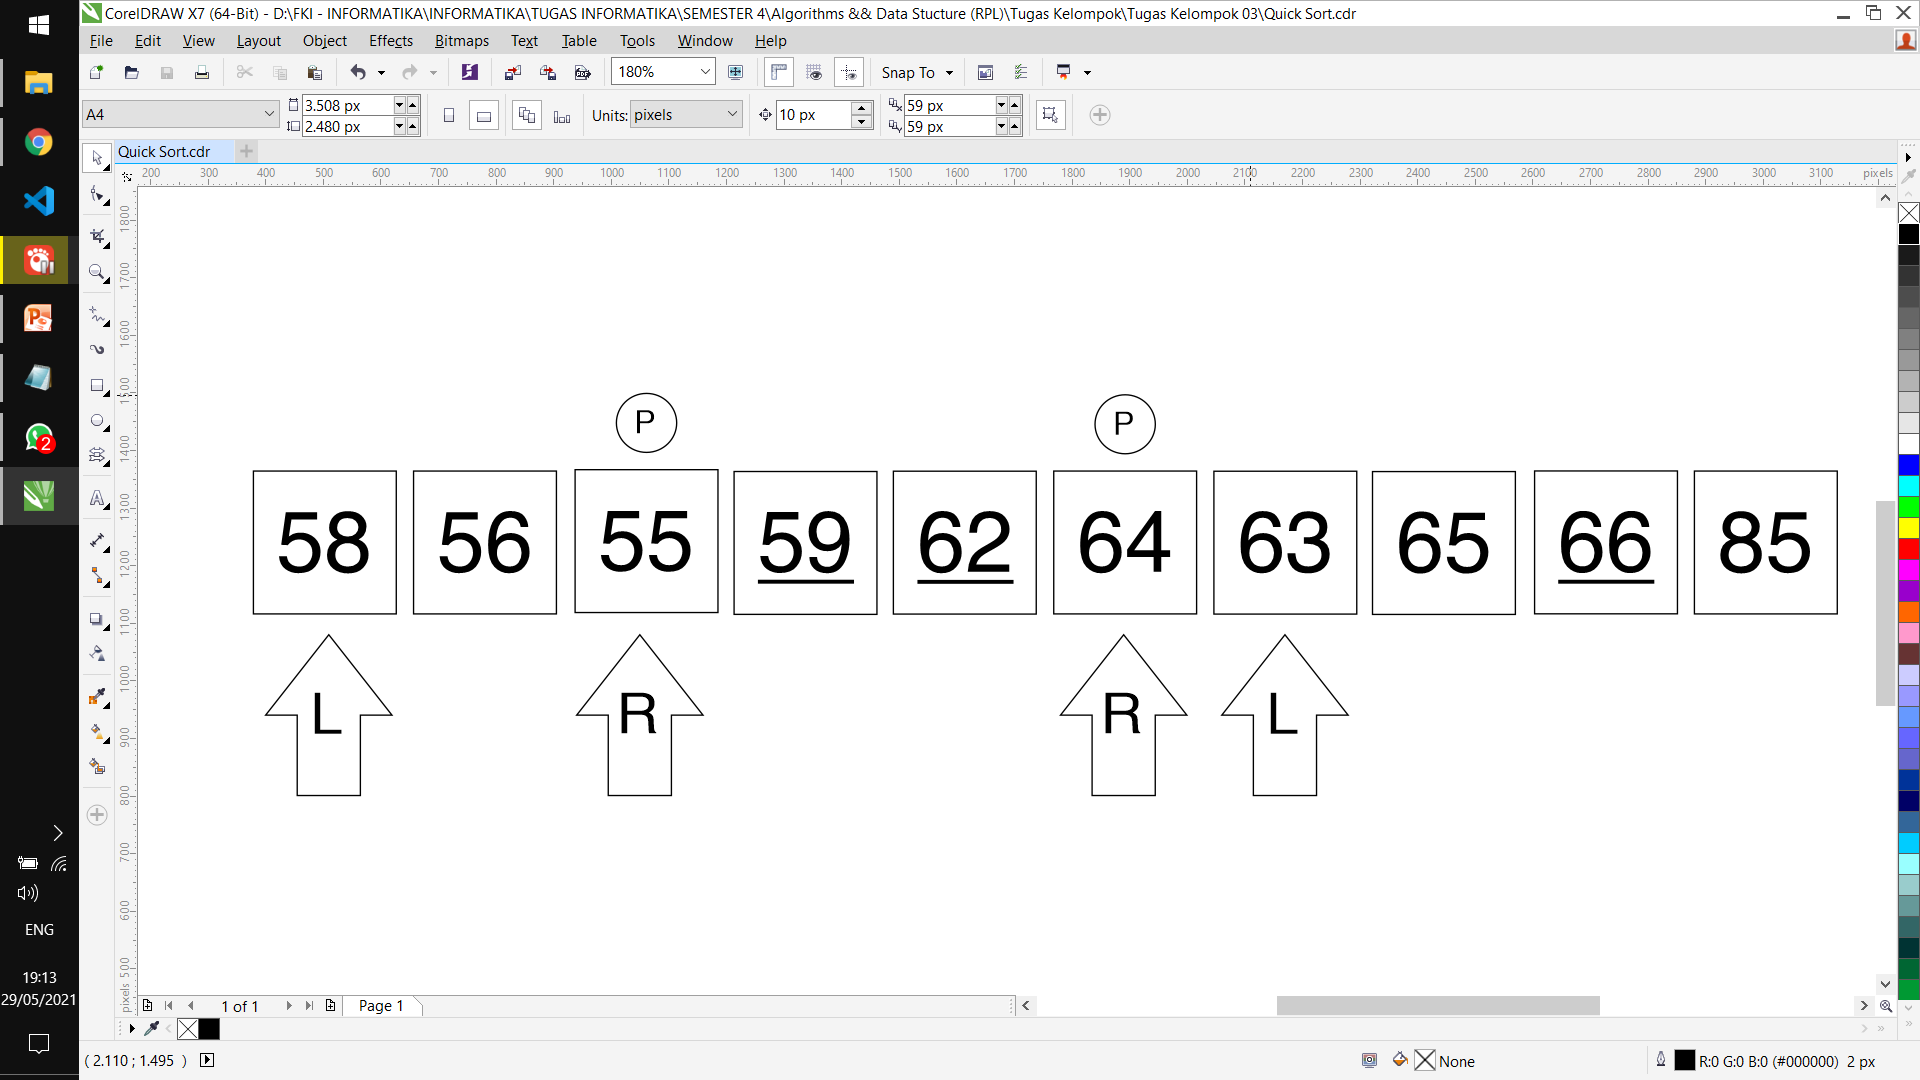 CorelDRAW X7 (64-Bit) - D:\FKI - INFORMATIKA\INFORMATIKA\TUGAS INFORMATIKA\SEMESTER 4\Algorithms && Data Stucture (RPL)\Tugas Kelompok\Tugas Kelompok 03\Quick Sort.cdr
File Edit View Layout Object Effects Bitmaps Text Table Tools Window Help
180% Snap To
A4 3.508 px 2.480 px Units: pixels 10 px 59 px 59 px
Quick Sort.cdr
200 300 400 500 600 700 800 900 1000 1100 1200 1300 1400 1500 1600 1700 1800 1900 2000 2100 2200 2300 2400 2500 2600 2700 2800 2900 3000 3100 pixels
1800
1700
1600
1500
1400
1300
1200
1100
1000
900
800
700
600
500
pixels
P P
58 56 55 59 62 64 63 65 66 85
L R R L
2
ENG
19:13
29/05/2021
1 of 1 Page 1
( 2.110 ; 1.495 ) None R:0 G:0 B:0 (#000000) 2 px